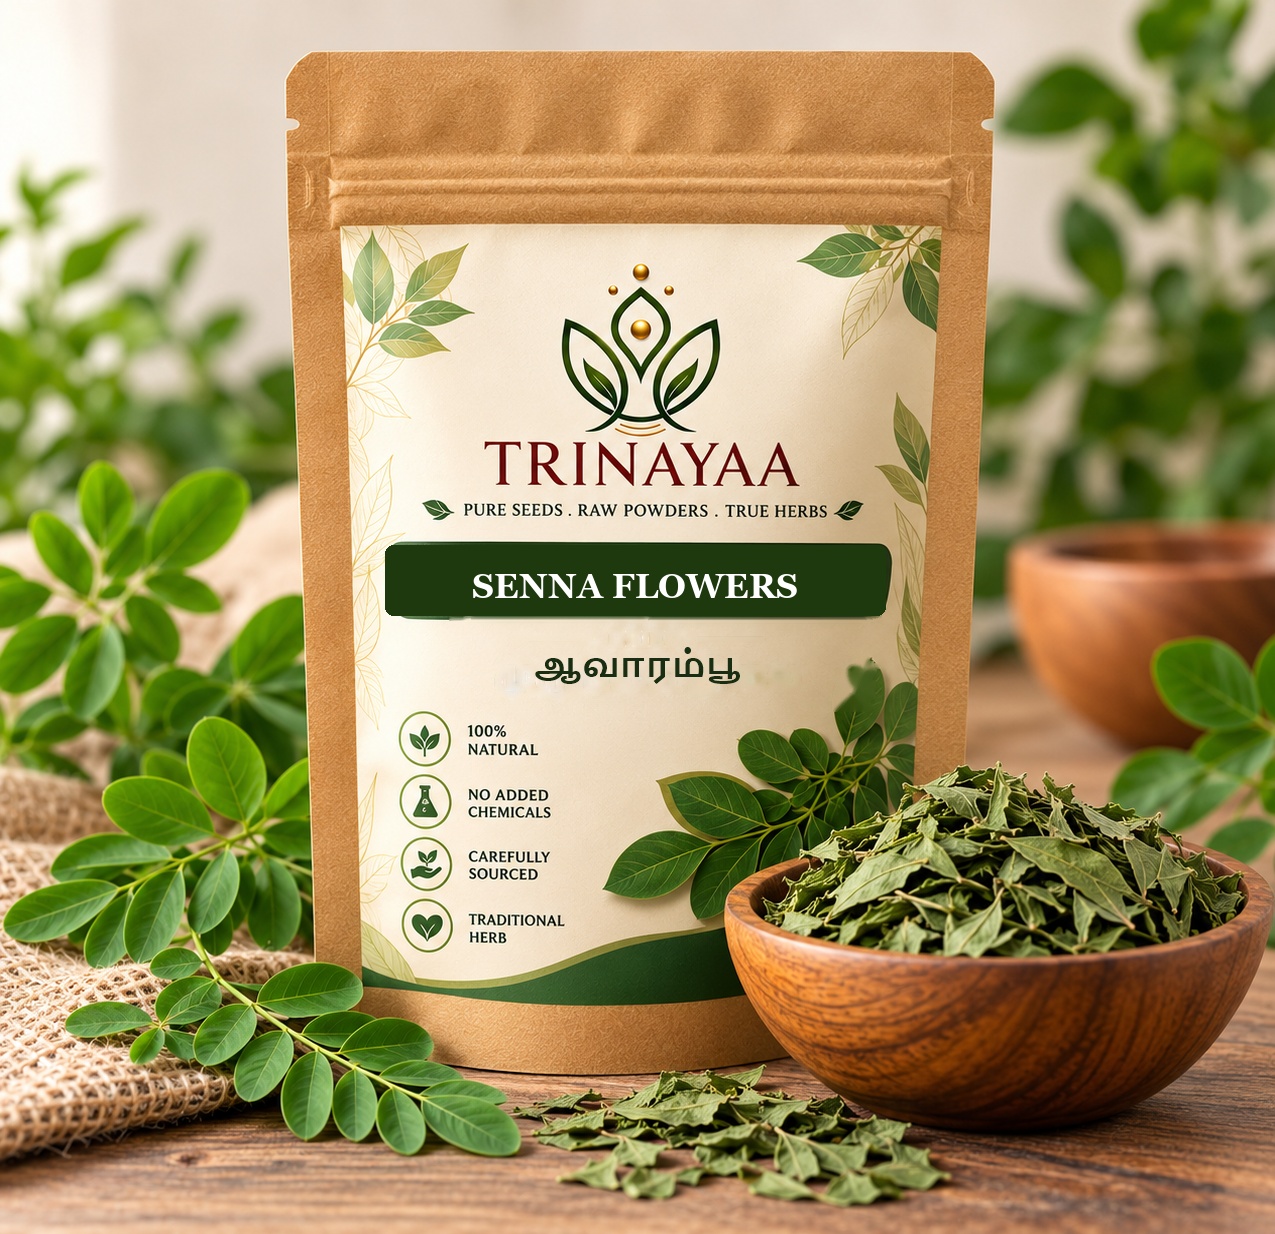 TRINAYAA
PURE SEEDS . RAW POWDERS . TRUE HERBS
SENNA FLOWERS
ஆவாரம்பூ
100%
NATURAL
NO ADDED
CHEMICALS
CAREFULLY
SOURCED
TRADITIONAL
HERB